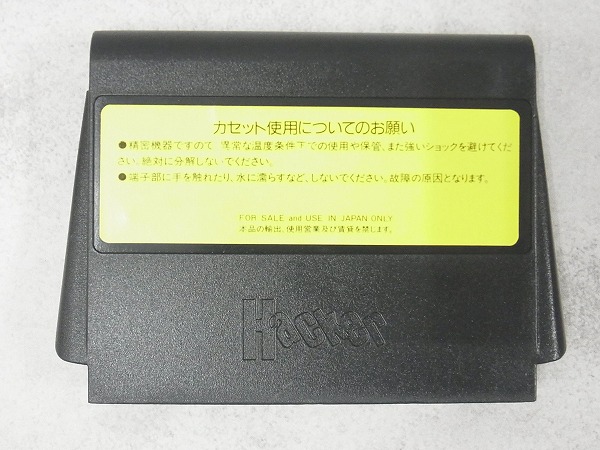 カセット使用についてのお願い
●精密機器ですので、異常な温度条件下での使用や保管、また強いショックを避けてくだ
さい。絶対に分解しないでください。
●端子部に手を触れたり、水に濡らすなど、しないでください。故障の原因となります。
FOR SALE and USE IN JAPAN ONLY
本品の輸出、使用営業及び賃貸を禁じます。
Hacker